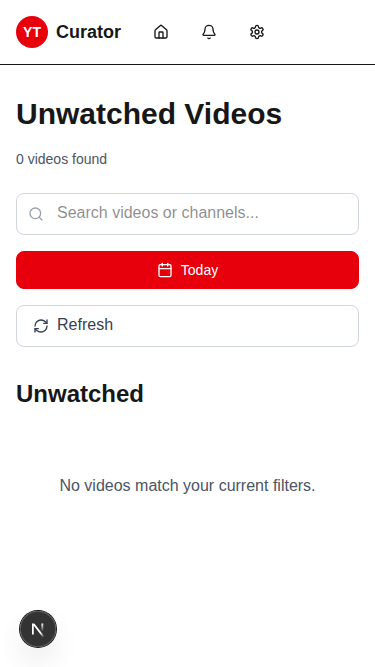 YT Curator
Unwatched Videos
0 videos found
Search videos or channels...
Today
Refresh
Unwatched
No videos match your current filters.
N